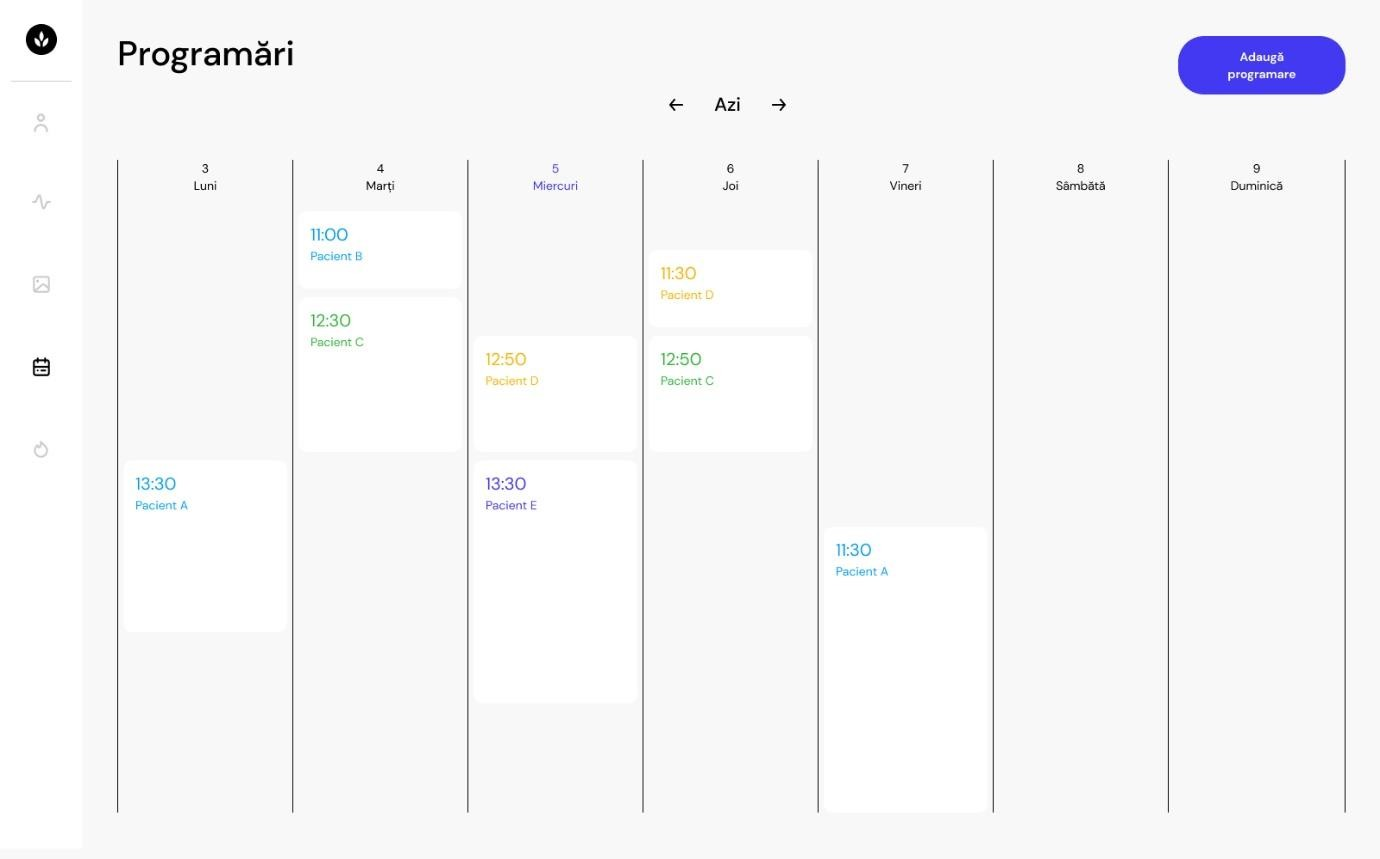 Programări
Adaugă
programare
Azi
3
Luni
4
Marți
5
Miercuri
6
Joi
7
Vineri
8
Sâmbătă
9
Duminică
11:00
Pacient B
11:30
Pacient D
12:30
Pacient C
12:50
Pacient D
12:50
Pacient C
13:30
Pacient A
13:30
Pacient E
11:30
Pacient A